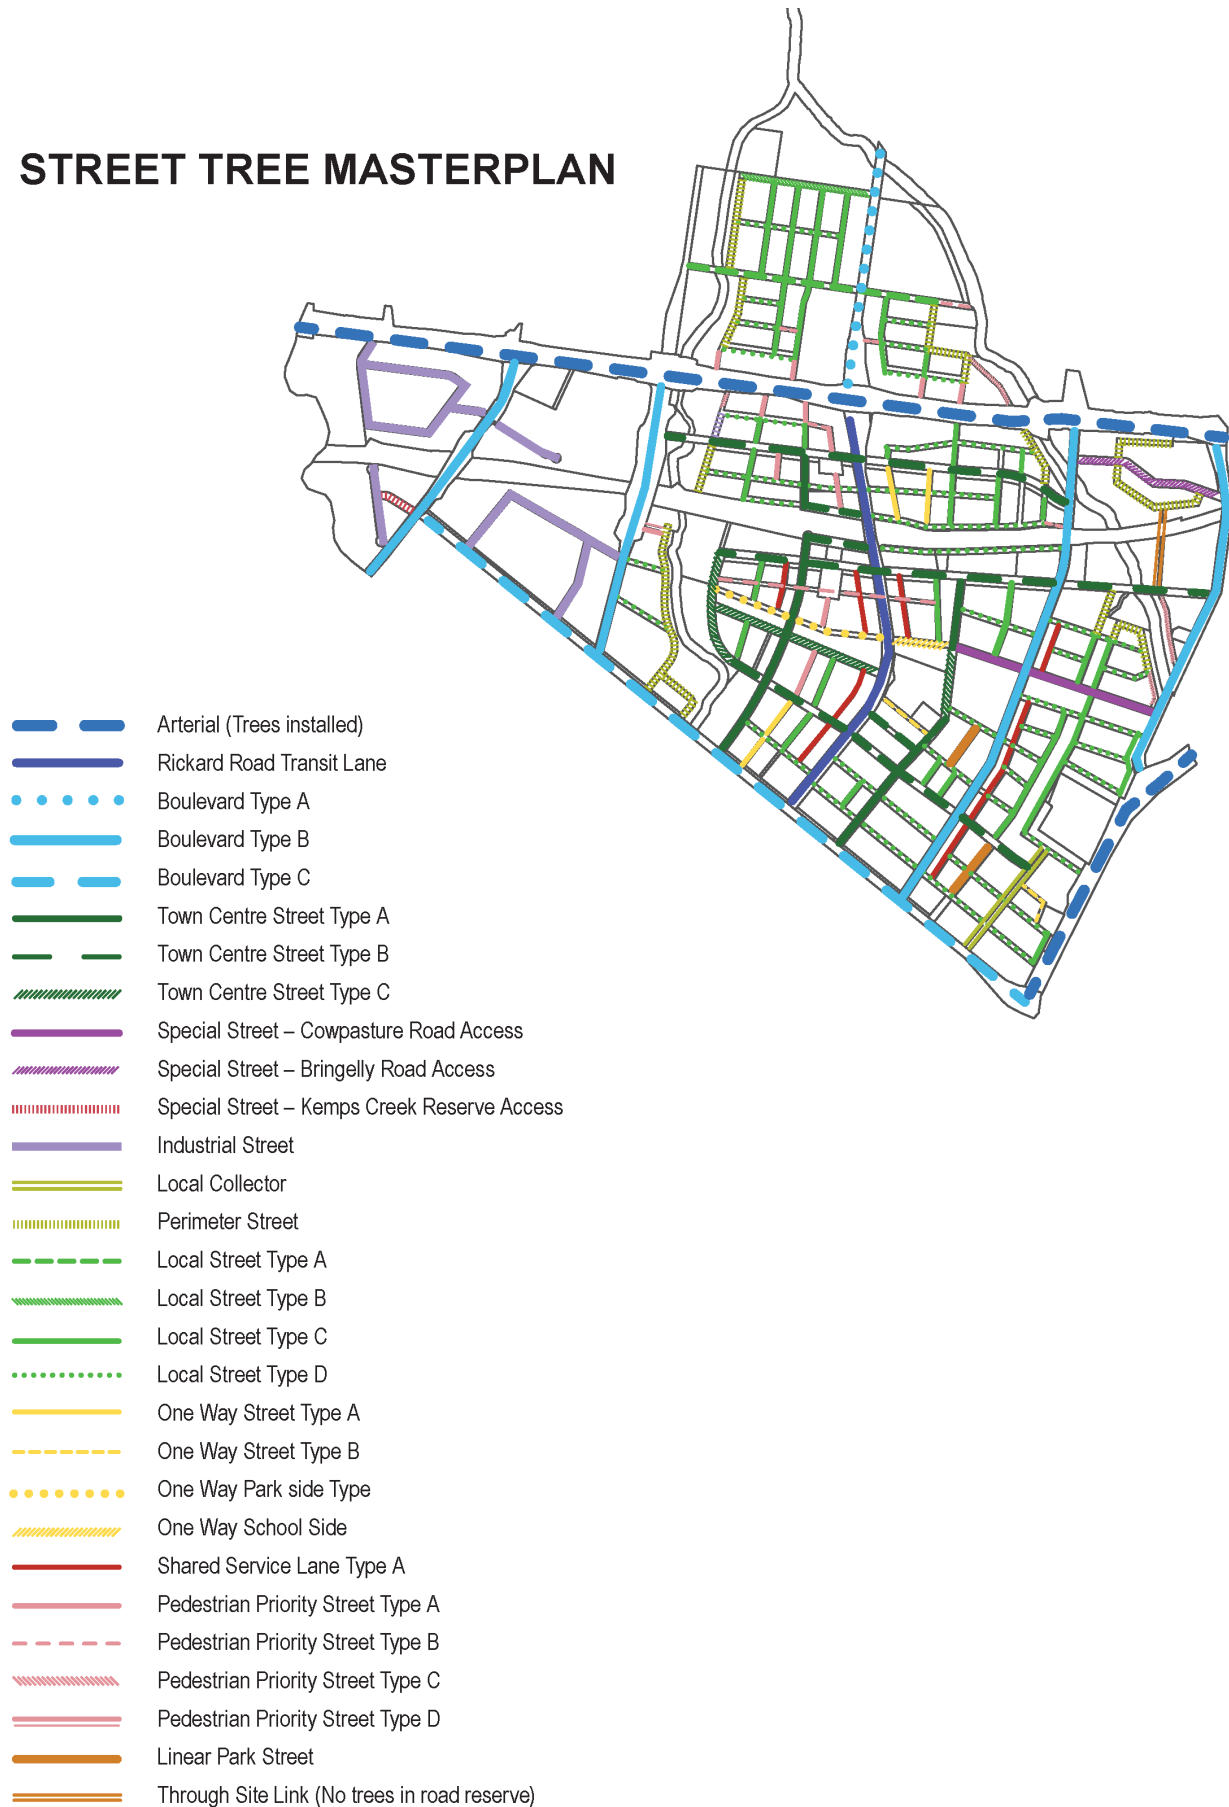 STREET TREE MASTERPLAN
Arterial (Trees installed)
Rickard Road Transit Lane
Boulevard Type A
Boulevard Type B
Boulevard Type C
Town Centre Street Type A
Town Centre Street Type B
Town Centre Street Type C
Special Street – Cowpasture Road Access
Special Street – Bringelly Road Access
Special Street – Kemps Creek Reserve Access
Industrial Street
Local Collector
Perimeter Street
Local Street Type A
Local Street Type B
Local Street Type C
Local Street Type D
One Way Street Type A
One Way Street Type B
One Way Park side Type
One Way School Side
Shared Service Lane Type A
Pedestrian Priority Street Type A
Pedestrian Priority Street Type B
Pedestrian Priority Street Type C
Pedestrian Priority Street Type D
Linear Park Street
Through Site Link (No trees in road reserve)